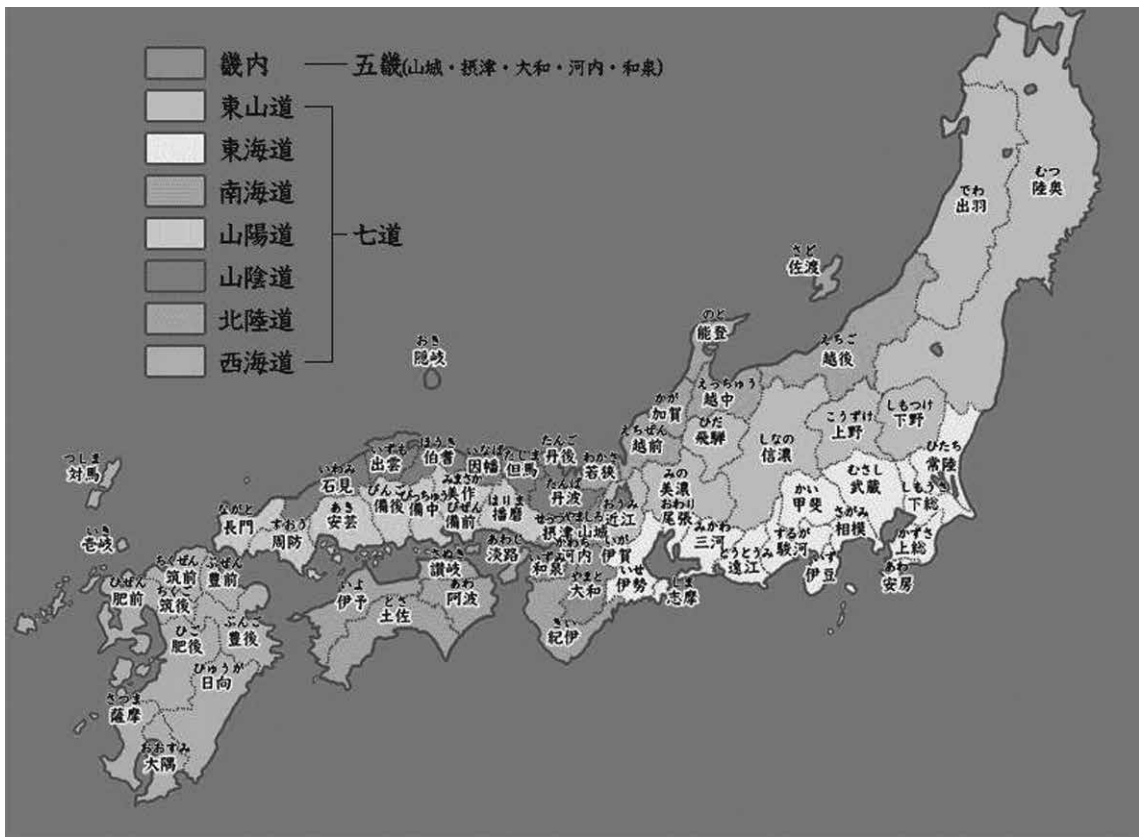 畿内
五畿(山城・摂津・大和・河内・和泉)
東山道
東海道
南海道
山陽道
七道
山陰道
北陸道
西海道
むつ
陸奥
でわ
出羽
さど
佐渡
のと
能登
えちご
越後
おき
隠岐
えっちゅう
越中
かが
加賀
ひだ
飛騨
えちぜん
越前
しなの
信濃
こうずけ
上野
しもつけ
下野
ひたち
常陸
つしま
対馬
いわみ
石見
いずも
出雲
ほうき
伯耆
いなば
因幡
たじま
但馬
たんご
丹後
わかさ
若狭
たんば
丹波
みの
美濃
おわり
尾張
おうみ
近江
かい
甲斐
むさし
武蔵
しもうさ
下総
ながと
長門
すおう
周防
あき
安芸
びんご
備後
びっちゅう
備中
みまさか
美作
びぜん
備前
はりま
播磨
せっつ
摂津
やましろ
山城
いが
伊賀
みかわ
三河
とうとうみ
遠江
するが
駿河
さがみ
相模
かずさ
上総
いき
壱岐
あわじ
淡路
いずみ
和泉
かわち
河内
いせ
伊勢
しま
志摩
いず
伊豆
あわ
安房
さぬき
讃岐
いよ
伊予
とさ
土佐
あわ
阿波
やまと
大和
きい
紀伊
ちくぜん
筑前
ぶぜん
豊前
ひぜん
肥前
ちくご
筑後
ひご
肥後
ぶんご
豊後
ひゅうが
日向
さつま
薩摩
おおすみ
大隅